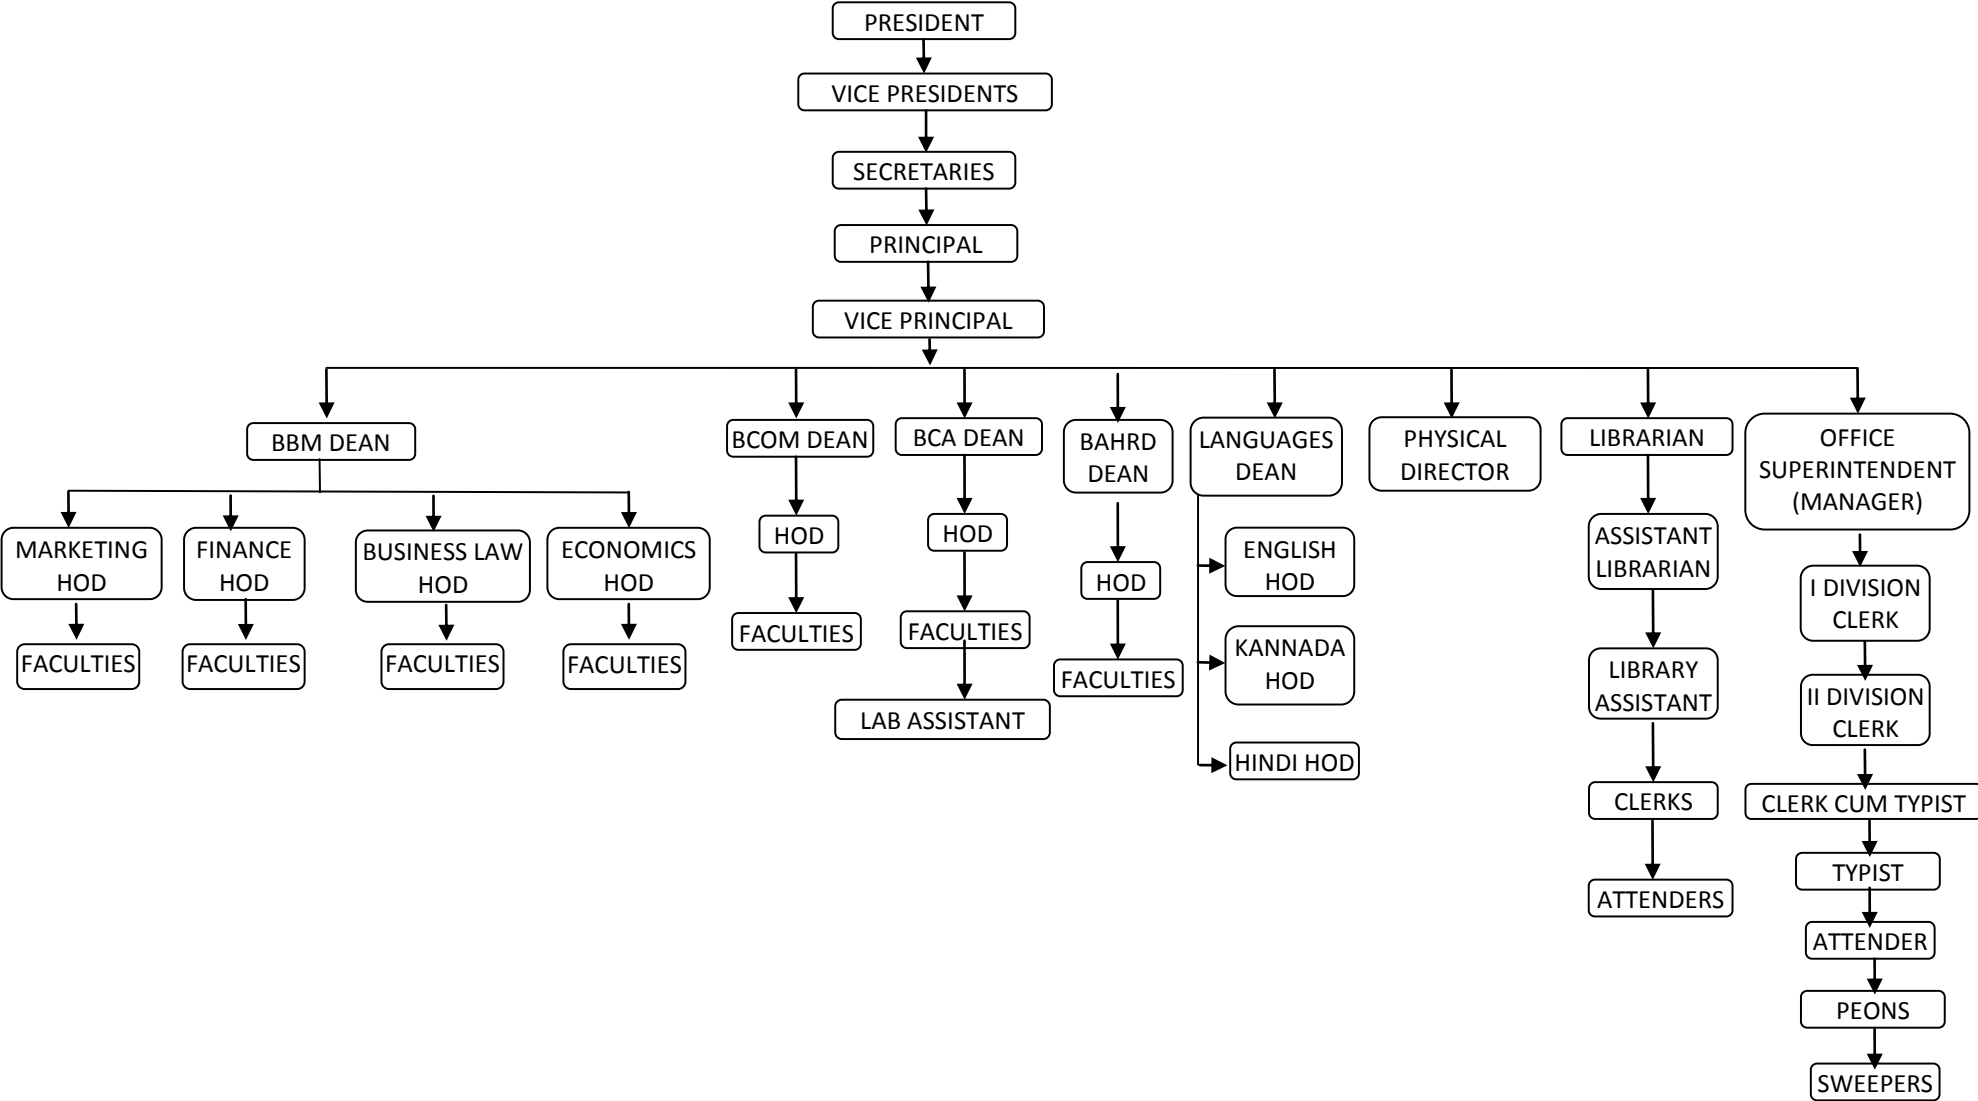 PRESIDENT
VICE PRESIDENTS
SECRETARIES
PRINCIPAL
VICE PRINCIPAL
BBM DEAN
MARKETING
HOD
FACULTIES
FINANCE
HOD
FACULTIES
BUSINESS LAW
HOD
FACULTIES
ECONOMICS
HOD
FACULTIES
BCOM DEAN
HOD
FACULTIES
BCA DEAN
HOD
FACULTIES
LAB ASSISTANT
BAHRD
DEAN
HOD
FACULTIES
LANGUAGES
DEAN
ENGLISH
HOD
KANNADA
HOD
HINDI HOD
PHYSICAL
DIRECTOR
LIBRARIAN
ASSISTANT
LIBRARIAN
LIBRARY
ASSISTANT
CLERKS
ATTENDERS
OFFICE
SUPERINTENDENT
(MANAGER)
I DIVISION
CLERK
II DIVISION
CLERK
CLERK CUM TYPIST
TYPIST
ATTENDER
PEONS
SWEEPERS